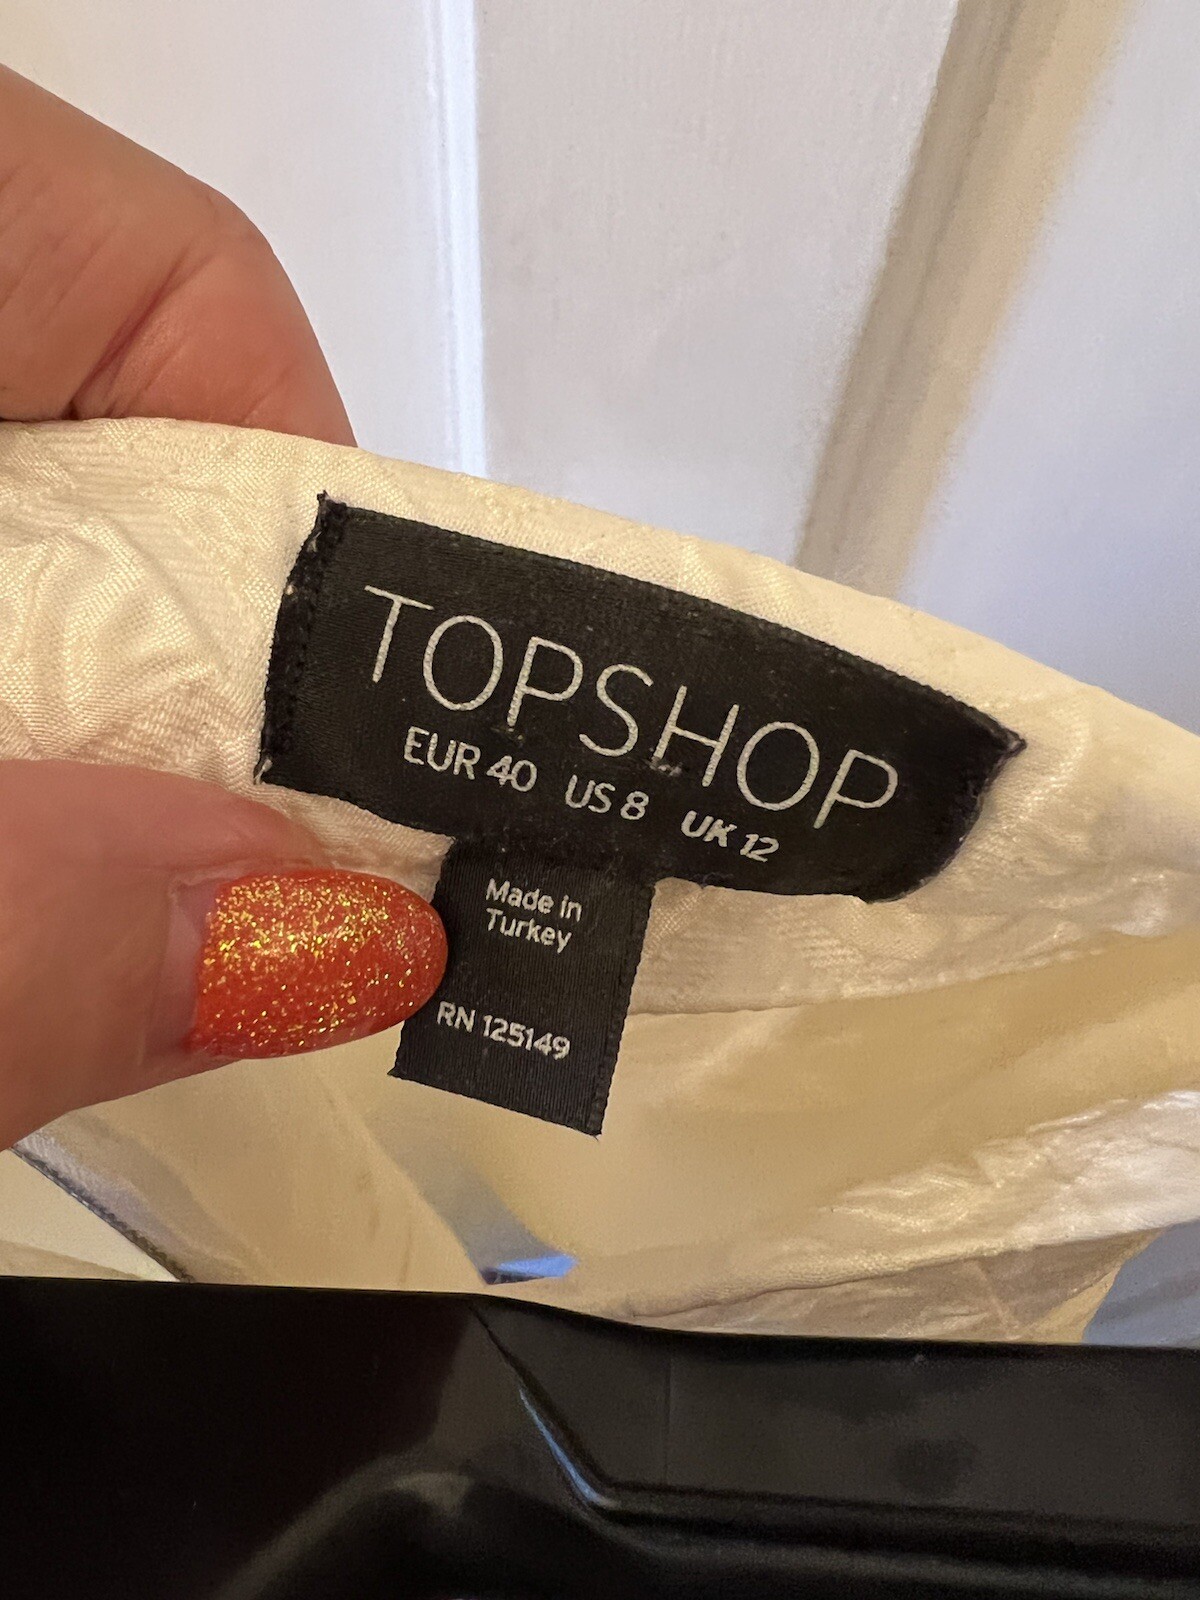 TOPSHOP
EUR 40 US 8 UK 12
Made in
Turkey
RN 125149